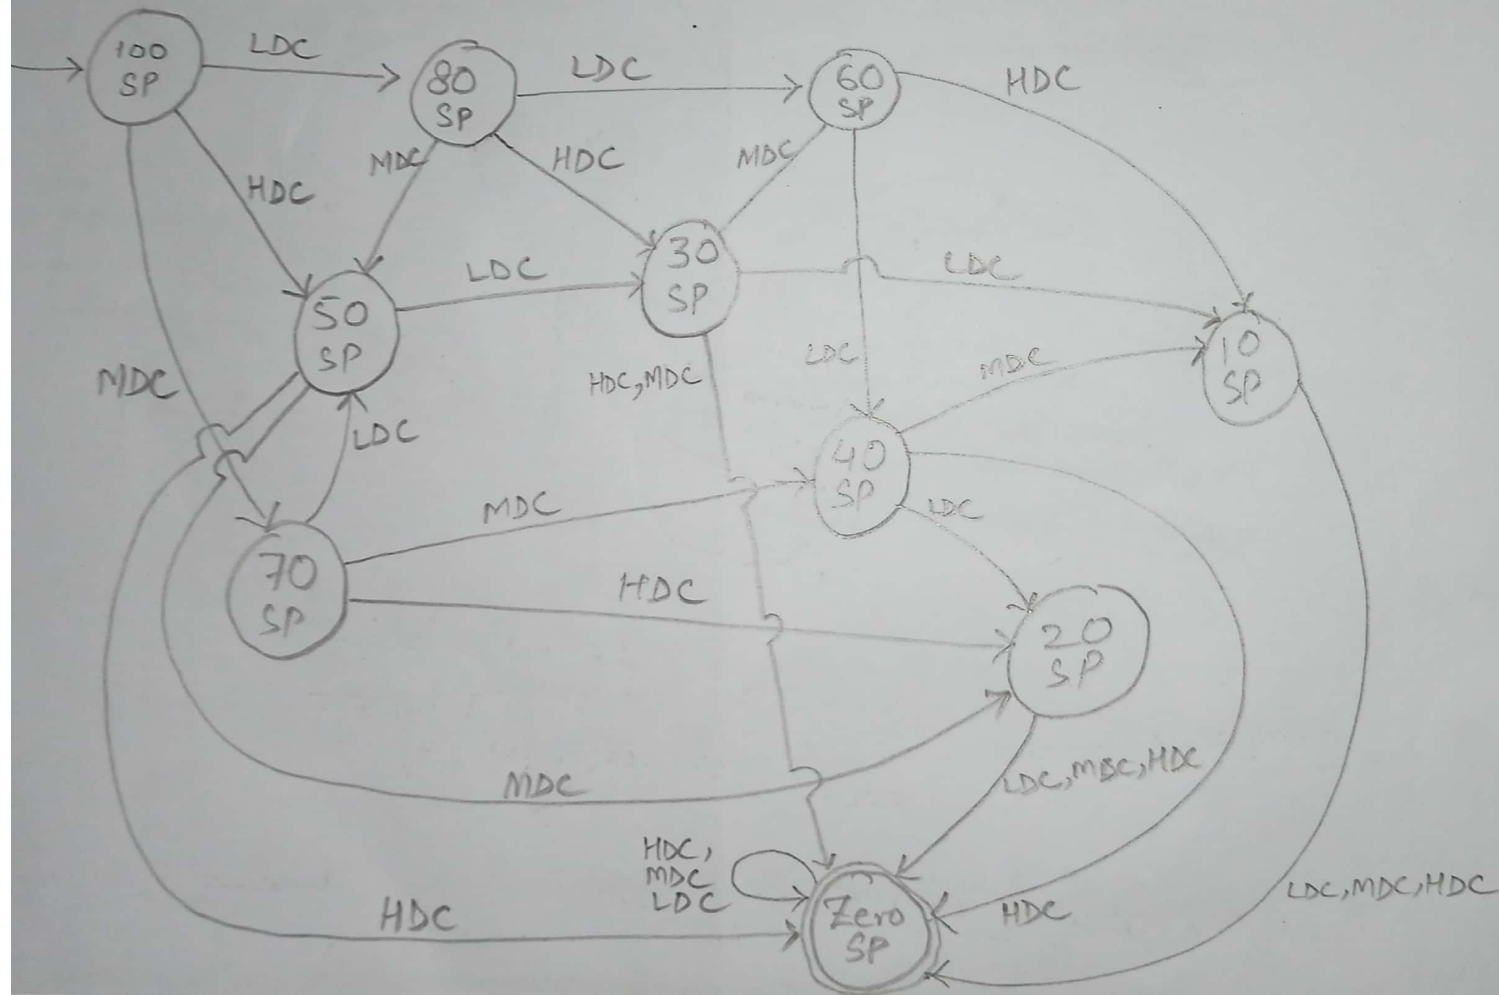 100
SP
LDC
80
SP
LDC
60
SP
HDC
MDC
HDC
MDC
HDC
50
SP
LDC
30
SP
LDC
10
SP
MDC
LDC
HDC,MDC
LDC
MDC
40
SP
70
SP
MDC
LDC
HDC
20
SP
MDC
LDC,MDC,HDC
HDC,
MDC
LDC
Zero
SP
HDC
HDC
LDC,MDC,HDC